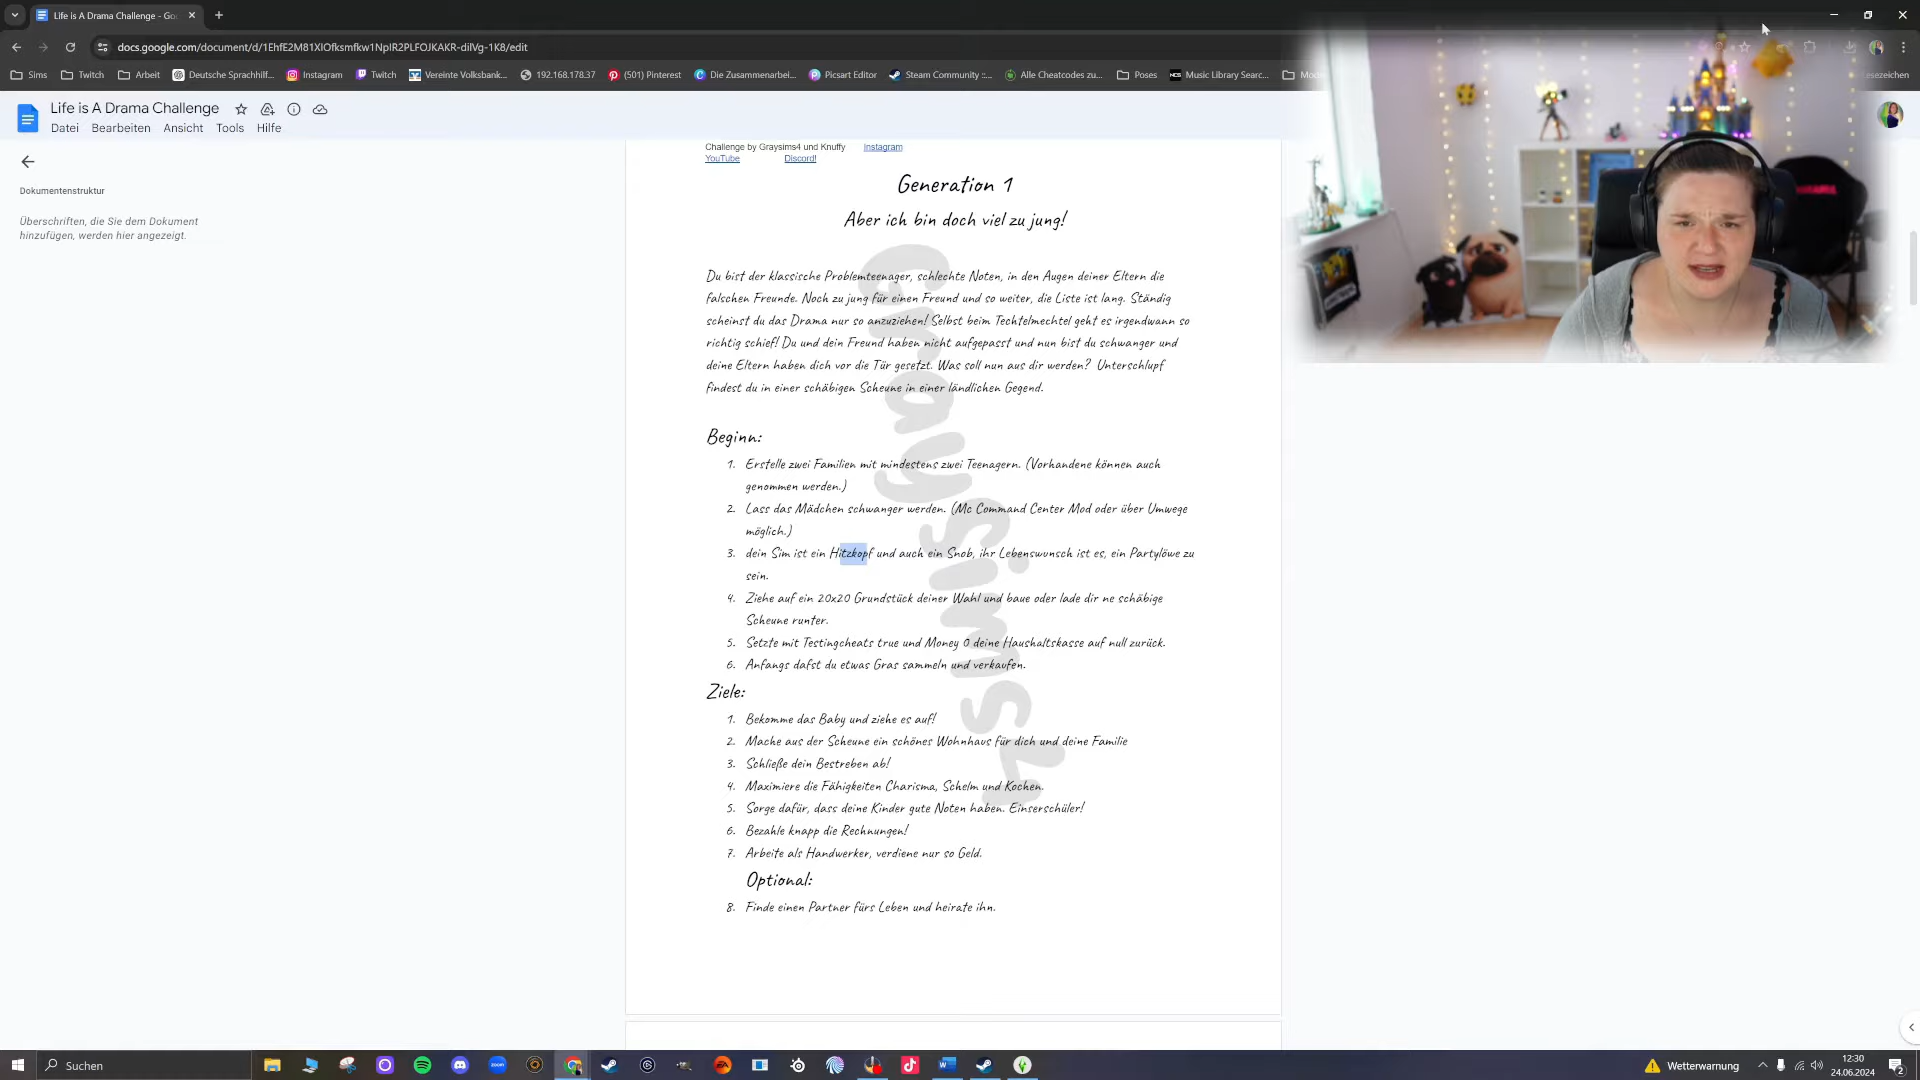 Life is A Drama Challenge - Goo
docs.google.com/document/d/1EhfE2M81XIOfksmfkw1NpIR2PLFOJKAKR-dilVg-1K8/edit
Sims Twitch Arbeit Deutsche Sprachhilf... Instagram Twitch Vereinte Volksbank... 192.168.178.37 (501) Pinterest Die Zusammenarbei... Picsart Editor Steam Community ::... Alle Cheatcodes zu... Poses Music Library Searc...
Life is A Drama Challenge
Datei Bearbeiten Ansicht Tools Hilfe
Dokumentenstruktur
Überschriften, die Sie dem Dokument
hinzufügen, werden hier angezeigt.
Challenge by Graysims4 und Knuffy Instagram
YouTube Discord!
Generation 1
Aber ich bin doch viel zu jung!
Du bist der klassische Problemteenager, schlechte Noten, in den Augen deiner Eltern die
falschen Freunde. Noch zu jung für einen Freund und so weiter, die Liste ist lang. Ständig
scheinst du das Drama nur so anzuziehen! Selbst beim Techtelmechtel geht es irgendwann so
richtig schief! Du und dein Freund haben nicht aufgepasst und nun bist du schwanger und
deine Eltern haben dich vor die Tür gesetzt. Was soll nun aus dir werden? Unterschlupf
findest du in einer schäbigen Scheune in einer ländlichen Gegend.
Beginn:
1. Erstelle zwei Familien mit mindestens zwei Teenagern. (Vorhandene können auch
genommen werden.)
2. Lass das Mädchen schwanger werden. (Mc Command Center Mod oder über Umwege
möglich.)
3. dein Sim ist ein Hitzkopf und auch ein Snob, ihr Lebenswunsch ist es, ein Partylöwe zu
sein.
4. Ziehe auf ein 20x20 Grundstück deiner Wahl und baue oder lade dir ne schäbige
Scheune runter.
5. Setzte mit Testingcheats true und Money 0 deine Haushaltskasse auf null zurück.
6. Anfangs dafst du etwas Gras sammeln und verkaufen.
Ziele:
1. Bekomme das Baby und ziehe es auf!
2. Mache aus der Scheune ein schönes Wohnhaus für dich und deine Familie
3. Schließe dein Bestreben ab!
4. Maximiere die Fähigkeiten Charisma, Schelm und Kochen.
5. Sorge dafür, dass deine Kinder gute Noten haben. Einserschüler!
6. Bezahle knapp die Rechnungen!
7. Arbeite als Handwerker, verdiene nur so Geld.
Optional:
8. Finde einen Partner fürs Leben und heirate ihn.
GraySims4
Suchen
Wetterwarnung
12:30
24.06.2024